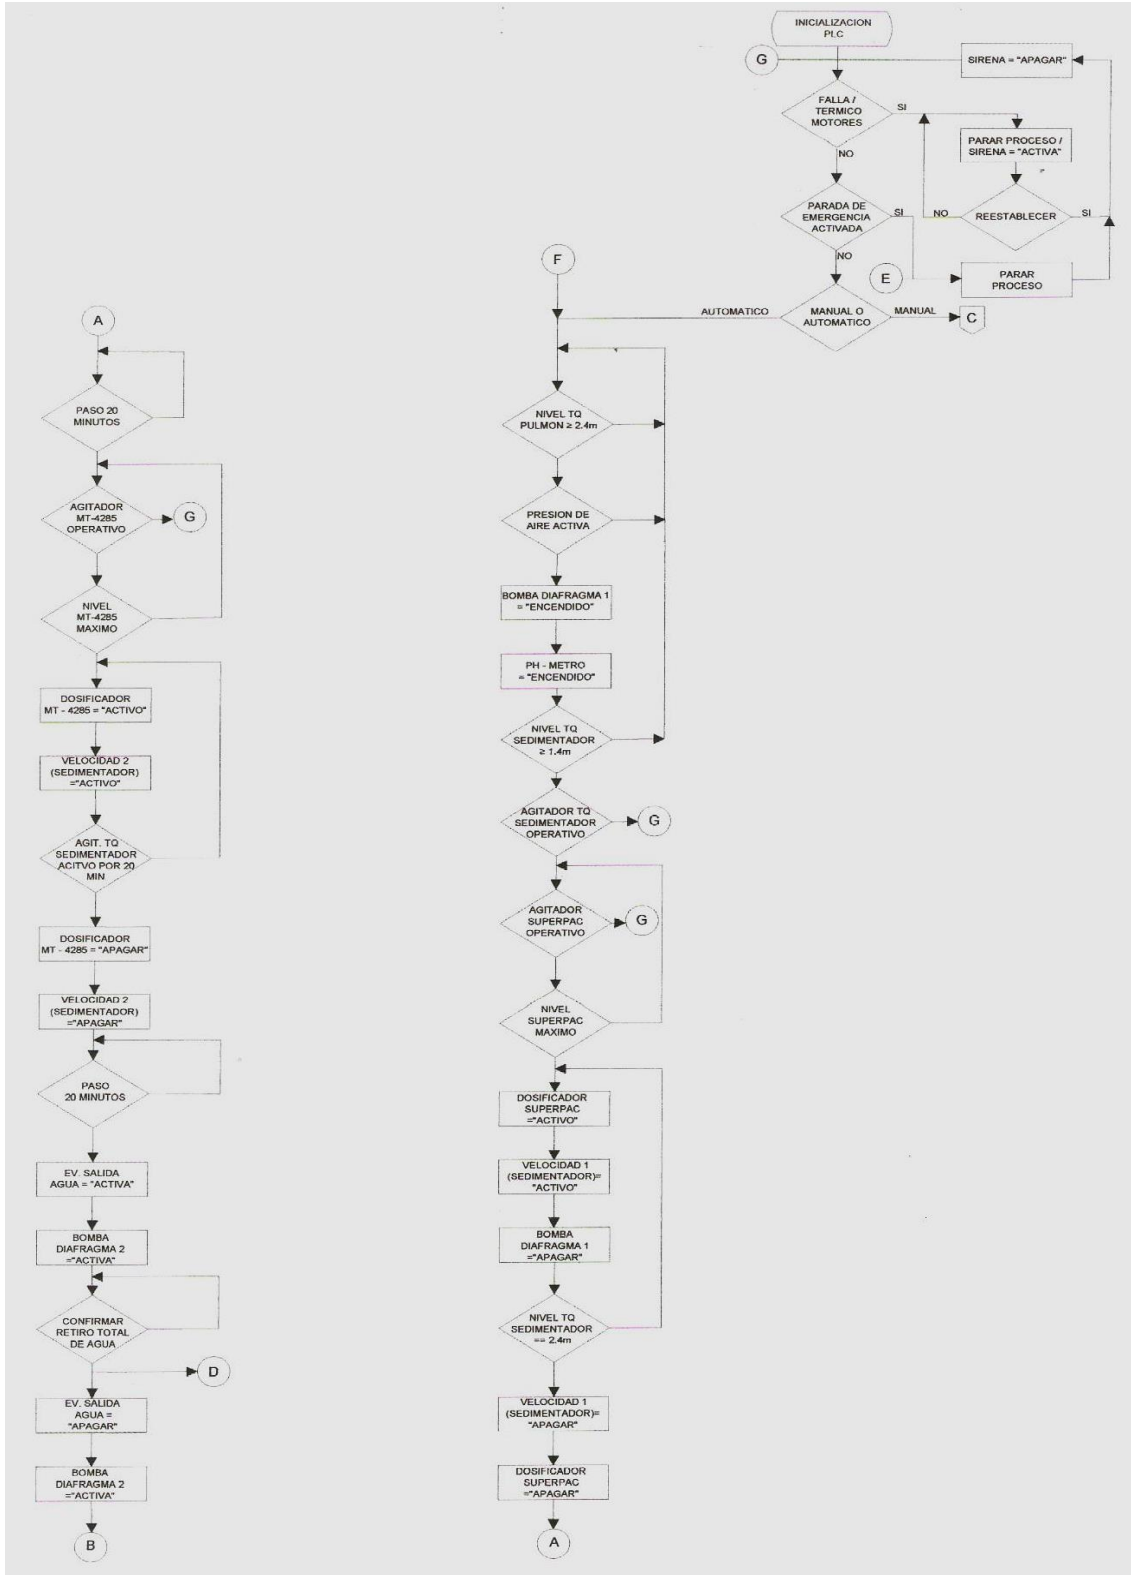 INICIALIZACION
PLC
G
SIRENA = "APAGAR"
FALLA /
TERMICO
MOTORES
SI
PARAR PROCESO /
SIRENA = "ACTIVA"
NO
REESTABLECER
NO
SI
PARADA DE
EMERGENCIA
ACTIVADA
SI
NO
E
PARAR
PROCESO
MANUAL O
AUTOMATICO
AUTOMATICO
MANUAL
C
F
NIVEL TQ
PULMON ≥ 2.4m
PRESION DE
AIRE ACTIVA
BOMBA DIAFRAGMA 1
= "ENCENDIDO"
PH - METRO
= "ENCENDIDO"
NIVEL TQ
SEDIMENTADOR
≥ 1.4m
AGITADOR TQ
SEDIMENTADOR
OPERATIVO
G
AGITADOR
SUPERPAC
OPERATIVO
G
NIVEL
SUPERPAC
MAXIMO
DOSIFICADOR
SUPERPAC
="ACTIVO"
VELOCIDAD 1
(SEDIMENTADOR)=
"ACTIVO"
BOMBA
DIAFRAGMA 1
="APAGAR"
NIVEL TQ
SEDIMENTADOR
== 2.4m
VELOCIDAD 1
(SEDIMENTADOR)=
"APAGAR"
DOSIFICADOR
SUPERPAC
="APAGAR"
A
A
PASO 20
MINUTOS
AGITADOR
MT-4285
OPERATIVO
G
NIVEL
MT-4285
MAXIMO
DOSIFICADOR
MT - 4285 = "ACTIVO"
VELOCIDAD 2
(SEDIMENTADOR)
="ACTIVO"
AGIT. TQ
SEDIMENTADOR
ACITVO POR 20
MIN
DOSIFICADOR
MT - 4285 = "APAGAR"
VELOCIDAD 2
(SEDIMENTADOR)
="APAGAR"
PASO
20 MINUTOS
EV. SALIDA
AGUA = "ACTIVA"
BOMBA
DIAFRAGMA 2
="ACTIVA"
CONFIRMAR
RETIRO TOTAL
DE AGUA
D
EV. SALIDA
AGUA =
"APAGAR"
BOMBA
DIAFRAGMA 2
="ACTIVA"
B